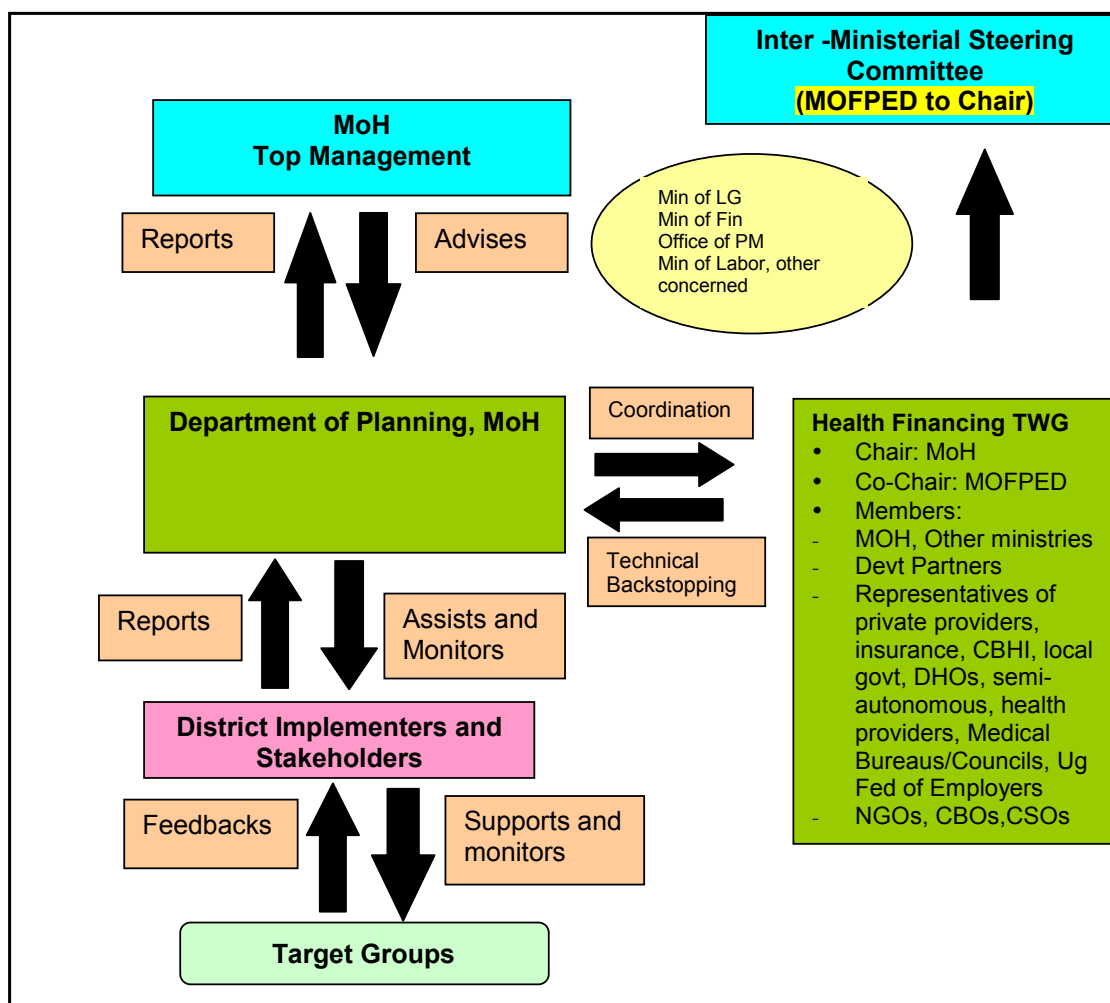 Inter -Ministerial Steering
Committee
(MOFPED to Chair)
MoH
Top Management
Min of LG
Min of Fin
Office of PM
Min of Labor, other
concerned
Reports
Advises
Department of Planning, MoH
Coordination
Technical
Backstopping
Health Financing TWG
• Chair: MoH
• Co-Chair: MOFPED
• Members:
- MOH, Other ministries
- Devt Partners
- Representatives of
private providers,
insurance, CBHI, local
govt, DHOs, semi-
autonomous, health
providers, Medical
Bureaus/Councils, Ug
Fed of Employers
- NGOs, CBOs,CSOs
Reports
Assists and
Monitors
District Implementers and
Stakeholders
Feedbacks
Supports and
monitors
Target Groups